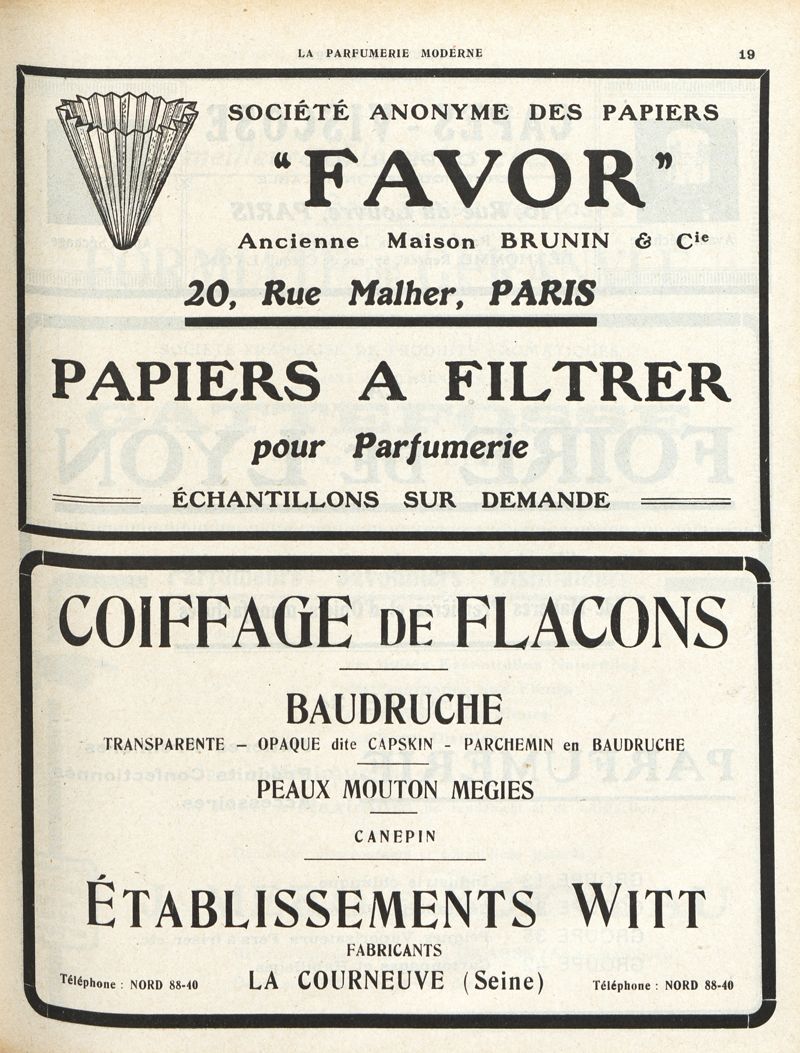 LA PARFUMERIE MODERNE
19
SOCIÉTÉ ANONYME DES PAPIERS
“FAVOR”
Ancienne Maison BRUNIN & Cie
20, Rue Malher, PARIS
PAPIERS A FILTRER
pour Parfumerie
ÉCHANTILLONS SUR DEMANDE
COIFFAGE DE FLACONS
BAUDRUCHE
TRANSPARENTE – OPAQUE dite CAPSKIN - PARCHEMIN en BAUDRUCHE
PEAUX MOUTON MEGIES
CANEPIN
ÉTABLISSEMENTS WITT
FABRICANTS
Téléphone : NORD 88-40 LA COURNEUVE (Seine) Téléphone : NORD 88-40